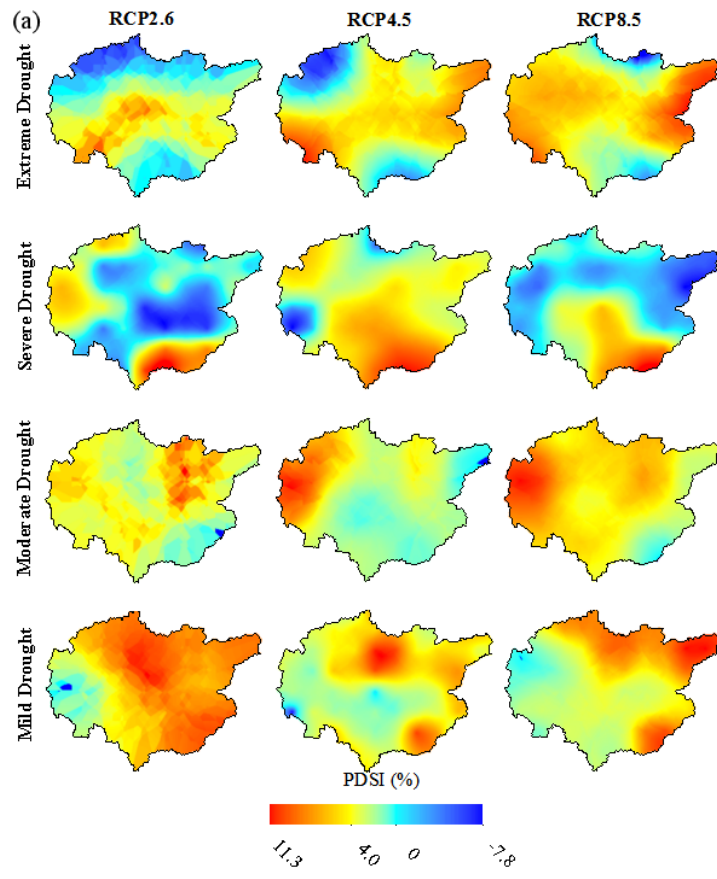 (a)
RCP2.6 RCP4.5 RCP8.5
Extreme Drought
Severe Drought
Moderate Drought
Mild Drought
PDSI (%)
11.3 4.0 0 -7.8